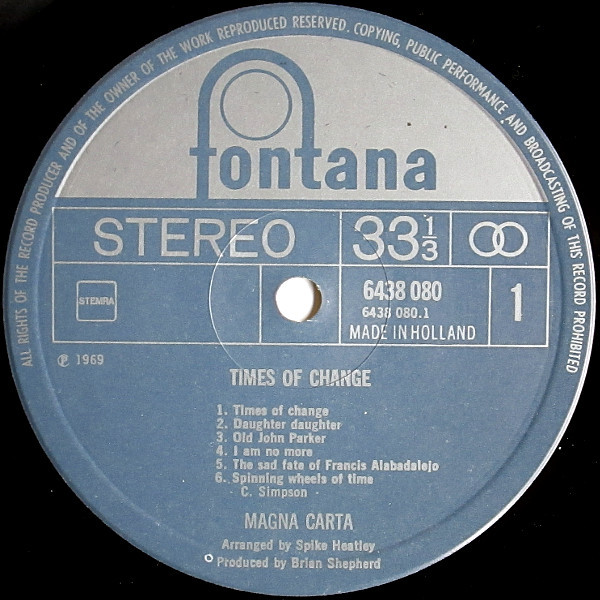 ALL RIGHTS OF THE RECORD PRODUCER AND OF THE OWNER OF THE WORK REPRODUCED RESERVED. COPYING, PUBLIC PERFORMANCE AND BROADCASTING OF THIS RECORD PROHIBITED
fontana
STEREO 33 1/3
STEMRA
6438 080
6438 080.1
MADE IN HOLLAND
1
℗ 1969
TIMES OF CHANGE
1. Times of change
2. Daughter daughter
3. Old John Parker
4. I am no more
5. The sad fate of Francis Alabadalejo
6. Spinning wheels of time
- C. Simpson -
MAGNA CARTA
Arranged by Spike Heatley
Produced by Brian Shepherd